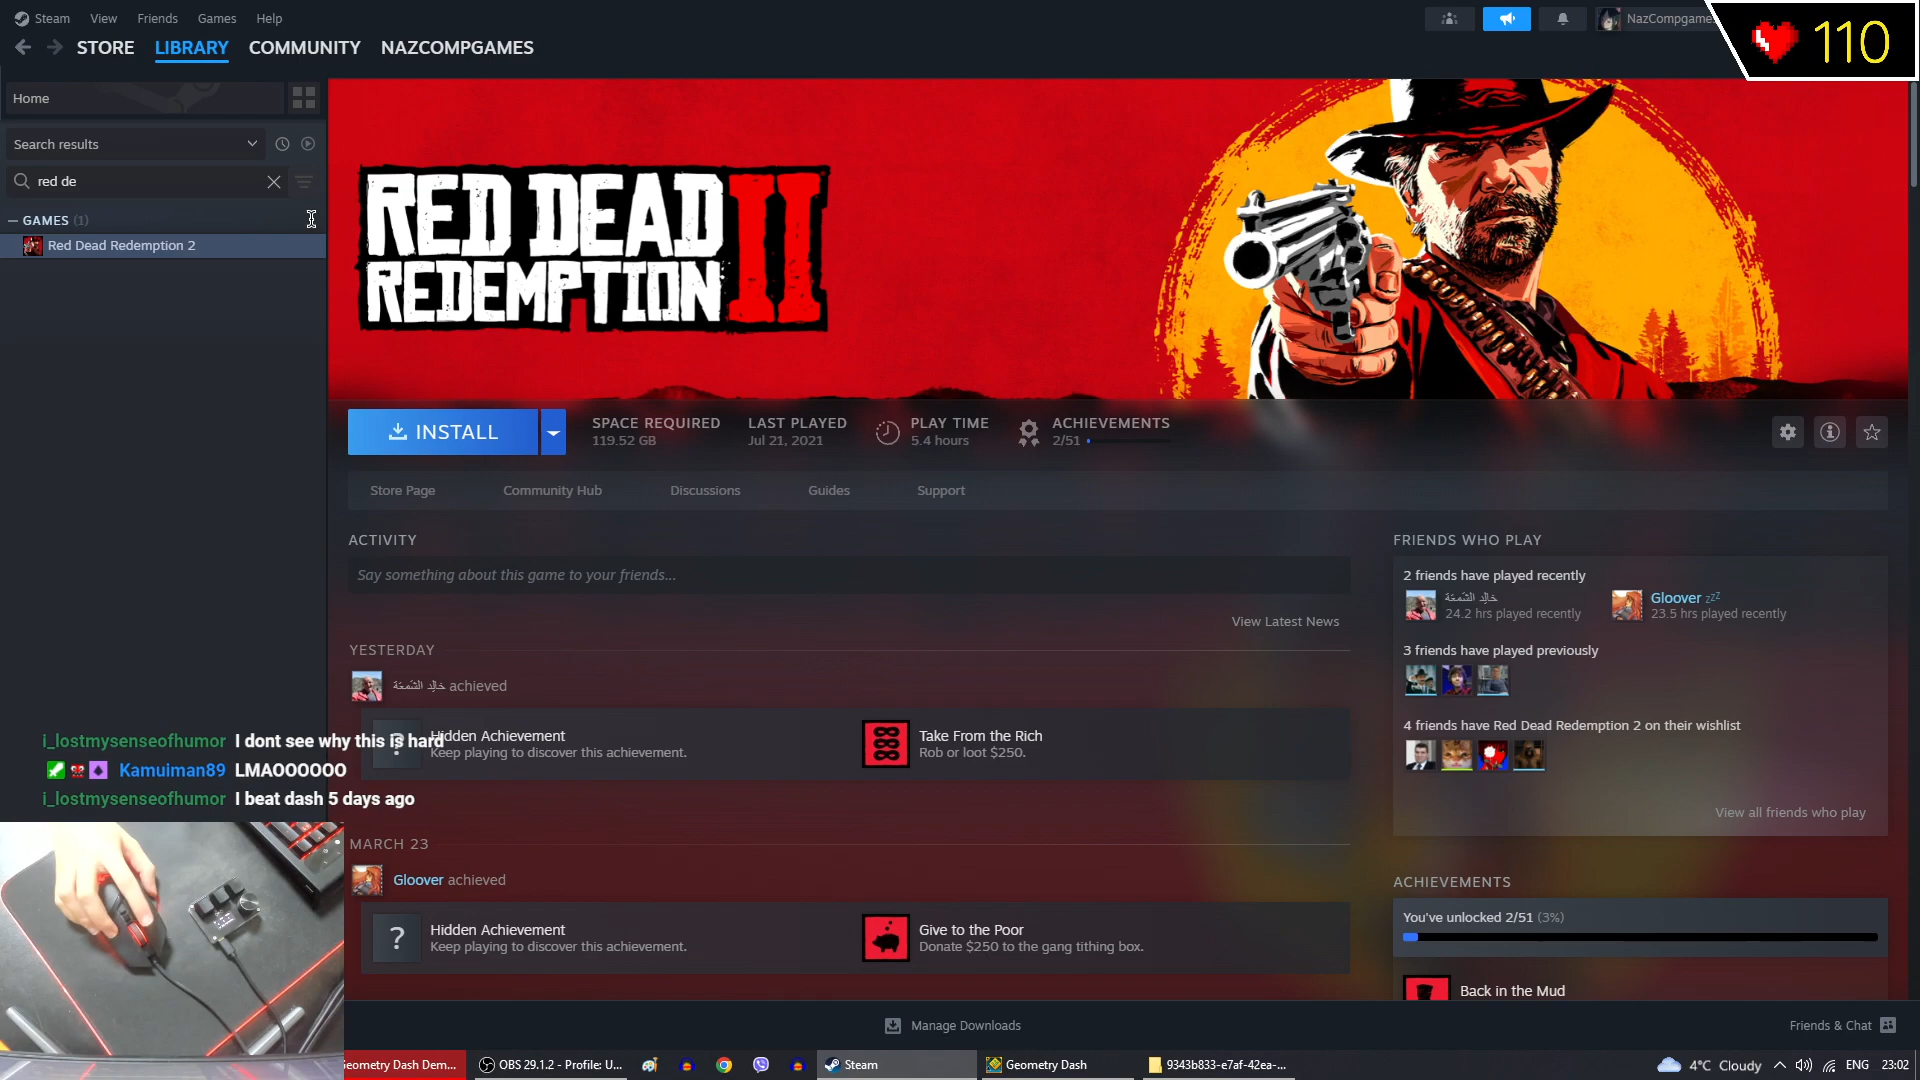 Steam View Friends Games Help
NazCompgame
110
STORE LIBRARY COMMUNITY NAZCOMPGAMES
Home
Search results
red de
GAMES (1)
Red Dead Redemption 2
RED DEAD
REDEMPTION II
INSTALL
SPACE REQUIRED
119.52 GB
LAST PLAYED
Jul 21, 2021
PLAY TIME
5.4 hours
ACHIEVEMENTS
2/51
Store Page Community Hub Discussions Guides Support
ACTIVITY
Say something about this game to your friends...
View Latest News
YESTERDAY
خالد الشمعة achieved
Hidden Achievement
Keep playing to discover this achievement.
Take From the Rich
Rob or loot $250.
MARCH 23
Gloover achieved
Hidden Achievement
Keep playing to discover this achievement.
Give to the Poor
Donate $250 to the gang tithing box.
FRIENDS WHO PLAY
2 friends have played recently
خالد الشمعة
24.2 hrs played recently
Gloover zzz
23.5 hrs played recently
3 friends have played previously
4 friends have Red Dead Redemption 2 on their wishlist
View all friends who play
ACHIEVEMENTS
You've unlocked 2/51 (3%)
Back in the Mud
i_lostmysenseofhumor I dont see why this is hard
Kamuiman89 LMAOOOOOO
i_lostmysenseofhumor I beat dash 5 days ago
Manage Downloads
Friends & Chat
Geometry Dash Dem... OBS 29.1.2 - Profile: U... Steam Geometry Dash 9343b833-e7af-42ea-...
4°C Cloudy ENG 23:02